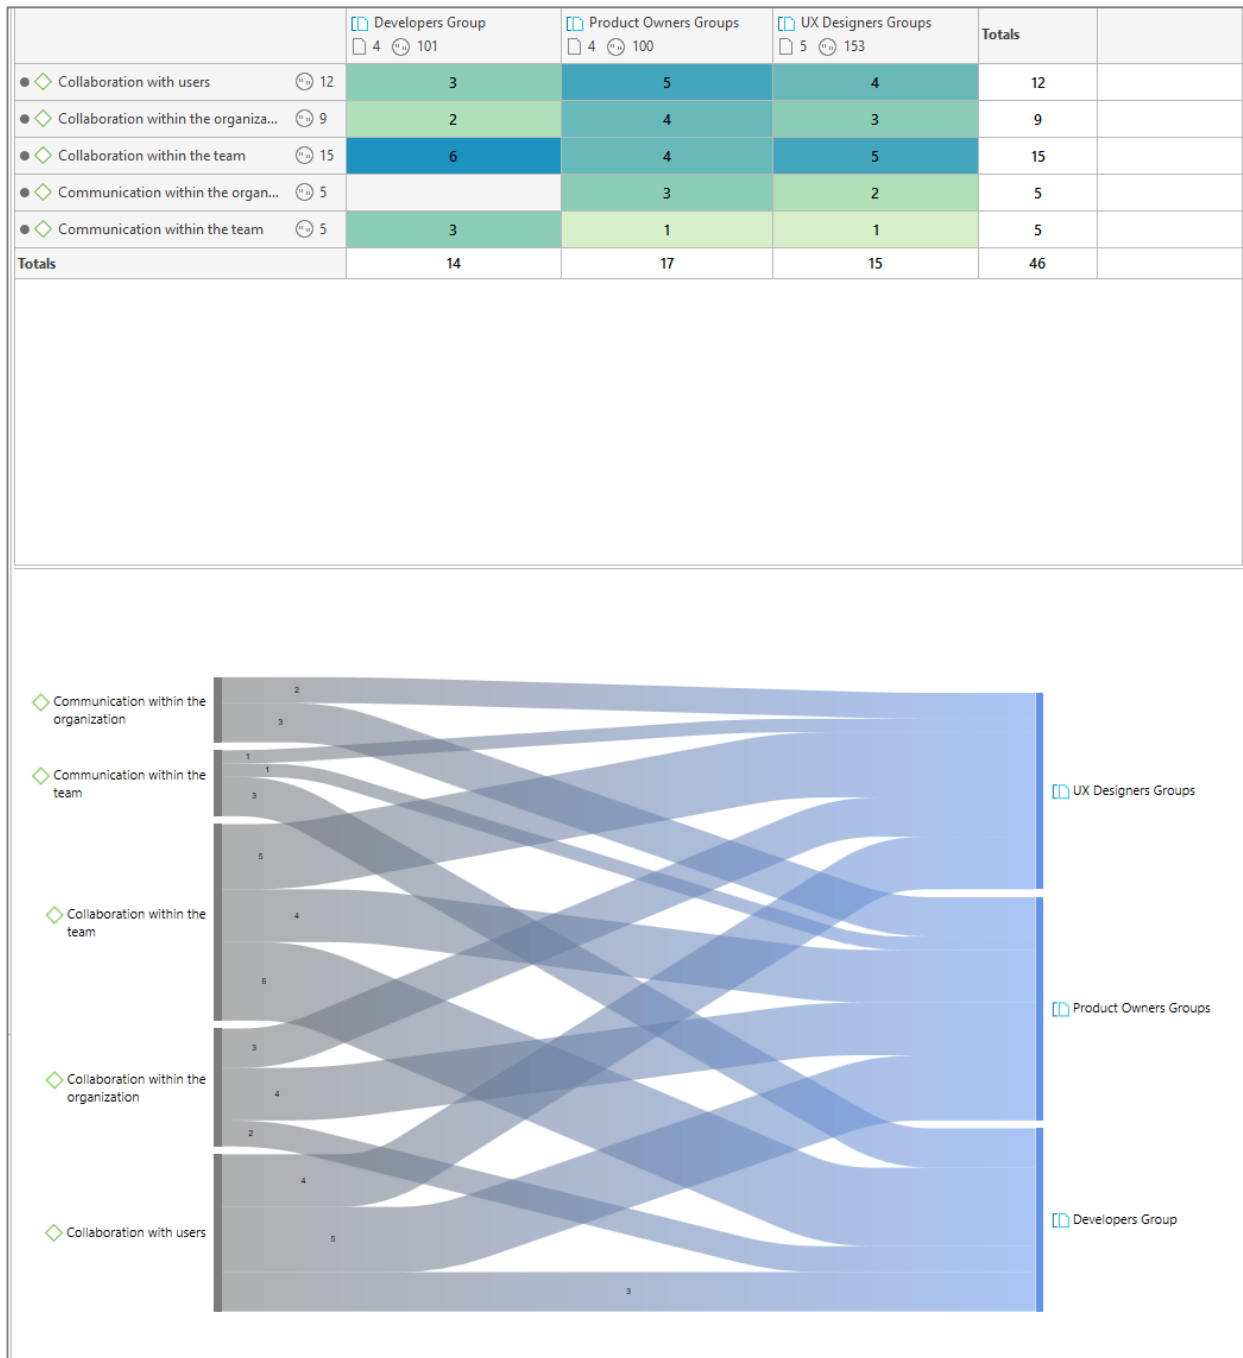 Developers Group
4 101
Product Owners Groups
4 100
UX Designers Groups
5 153
Totals
Collaboration with users 12 3 5 4 12
Collaboration within the organiza... 9 2 4 3 9
Collaboration within the team 15 6 4 5 15
Communication within the organ... 5 3 2 5
Communication within the team 5 3 1 1 5
Totals 14 17 15 46
Communication within the
organization
2
3
Communication within the
team
1
1
3
Collaboration within the
team
5
4
6
Collaboration within the
organization
3
4
2
Collaboration with users
4
5
3
UX Designers Groups
Product Owners Groups
Developers Group